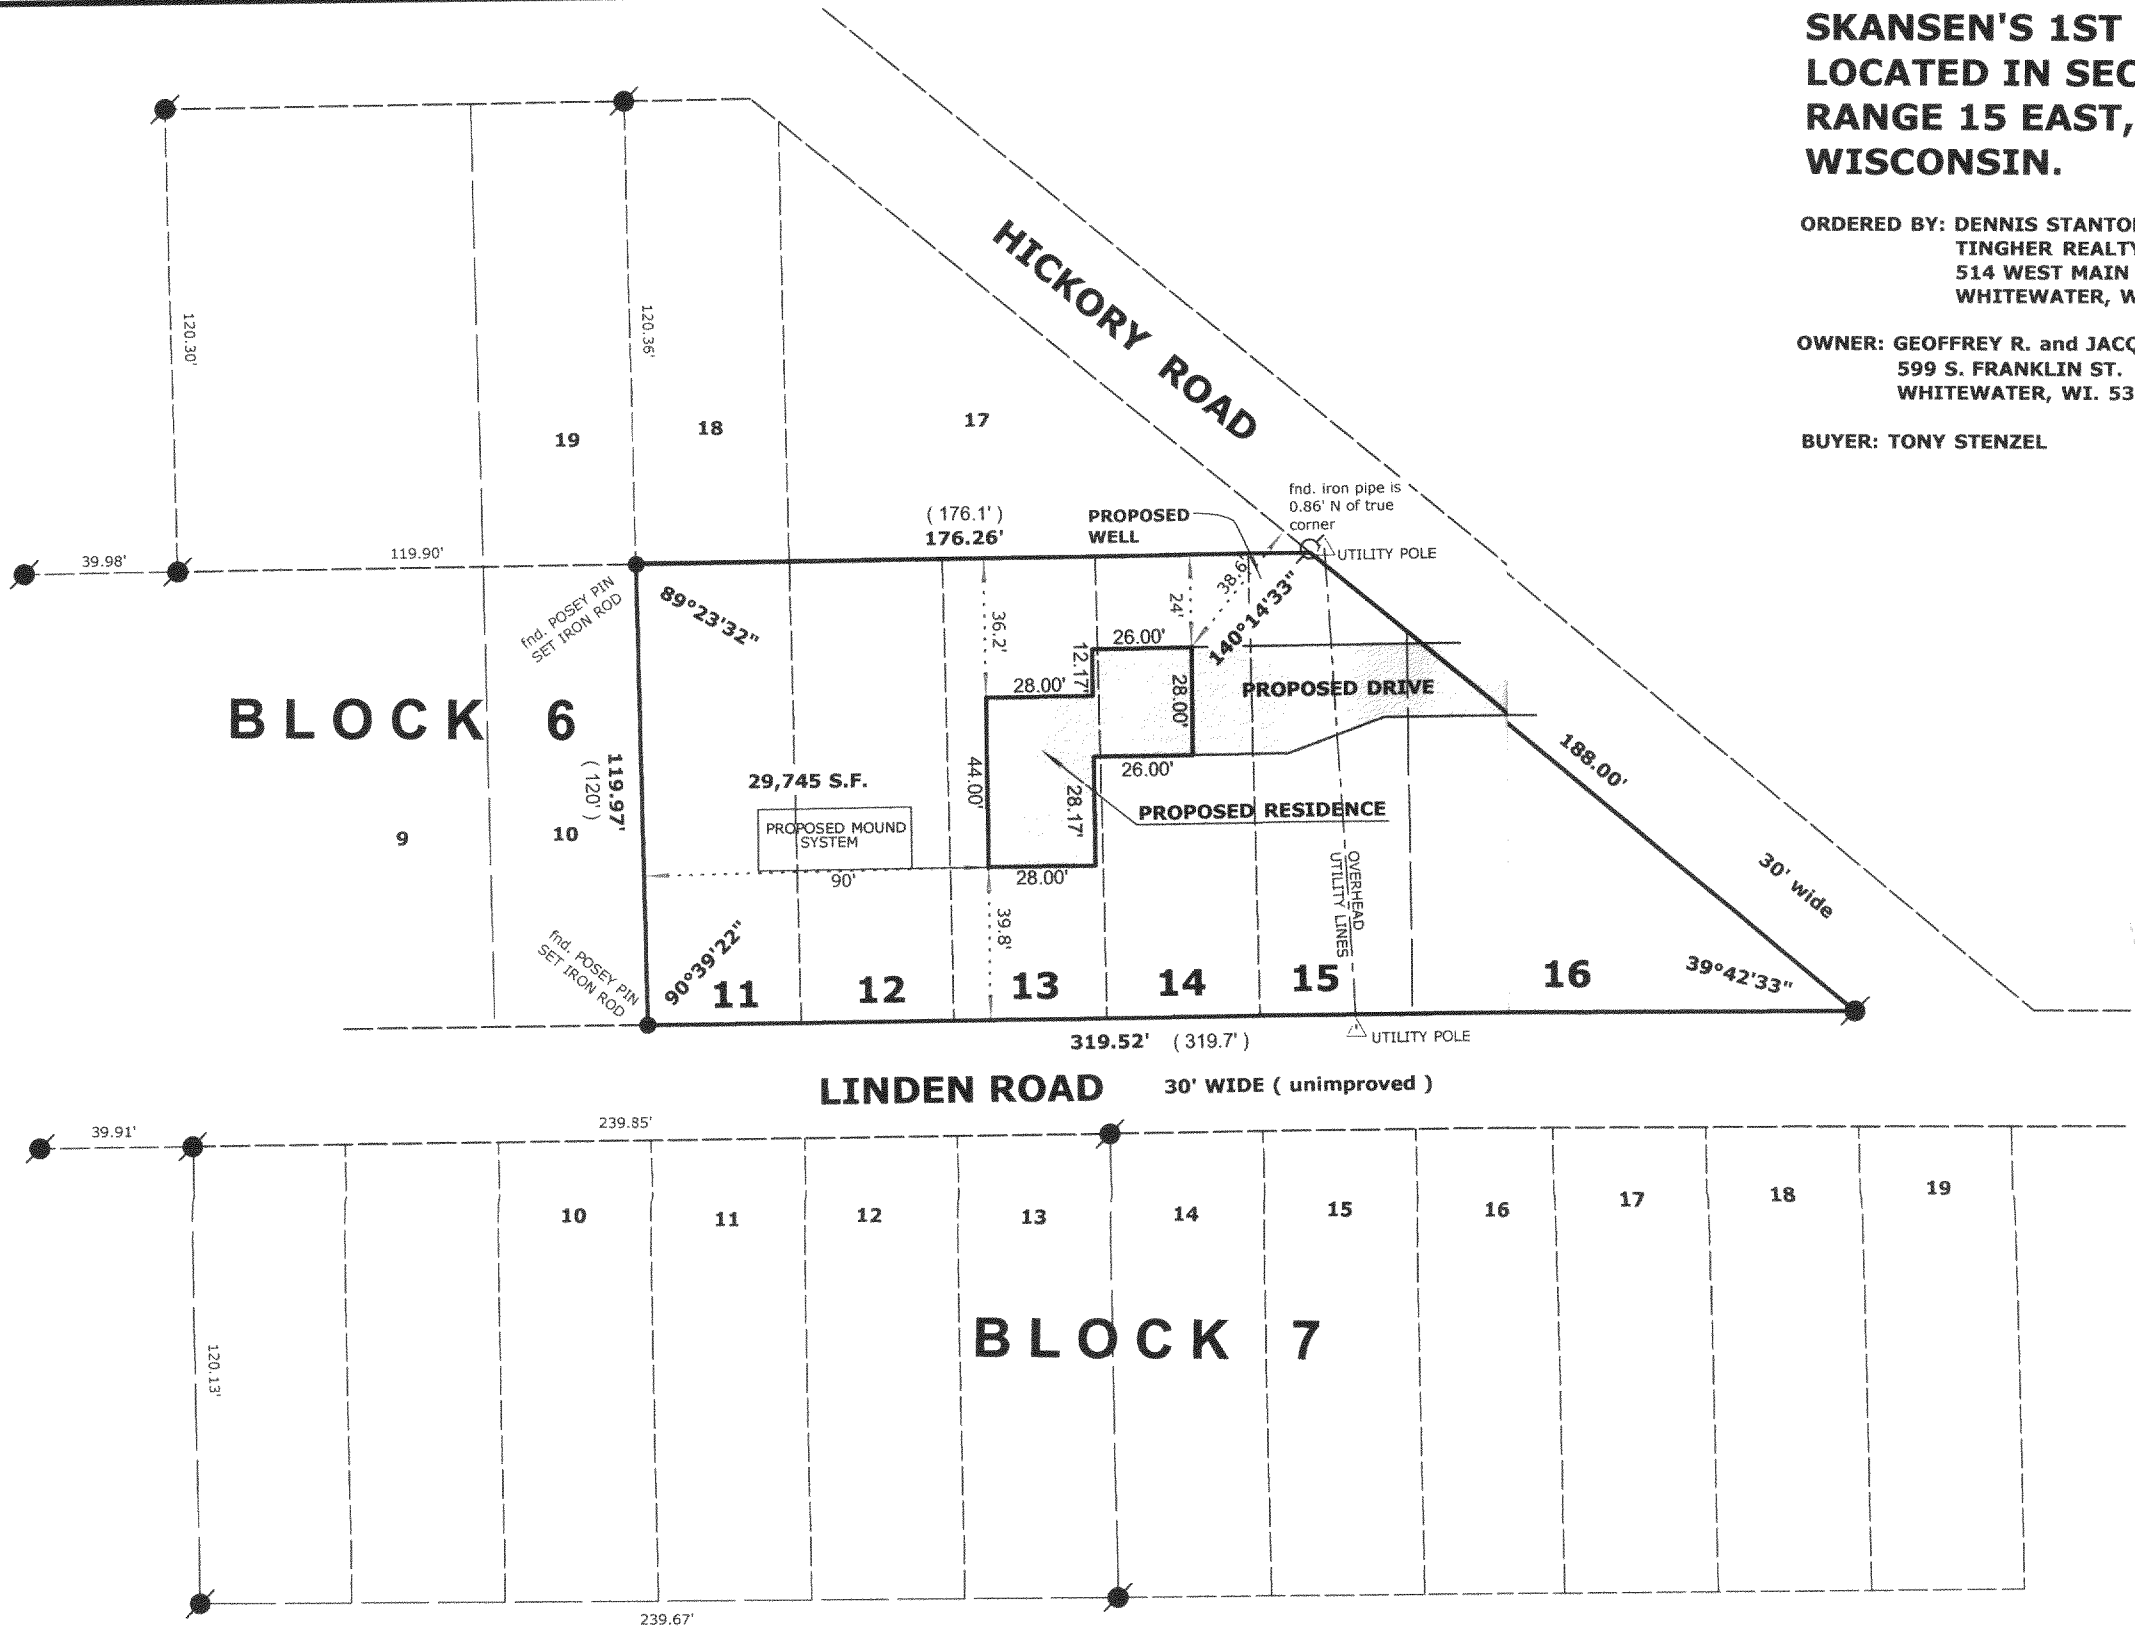 SKANSEN'S 1ST
LOCATED IN SEC
RANGE 15 EAST,
WISCONSIN.
ORDERED BY: DENNIS STANTO
TINGHER REALTY
514 WEST MAIN
WHITEWATER, W
OWNER: GEOFFREY R. and JACQ
599 S. FRANKLIN ST.
WHITEWATER, WI. 53
BUYER: TONY STENZEL
HICKORY ROAD
120.30'
120.36'
19
18
17
fnd. iron pipe is
0.86' N of true
corner
UTILITY POLE
( 176.1' )
176.26'
PROPOSED
WELL
39.98'
119.90'
fnd. POSEY PIN
SET IRON ROD
89°23'32"
36.2'
24'
38.6'
140°14'33"
26.00'
12.17'
28.00'
28.00'
PROPOSED DRIVE
BLOCK 6
119.97'
( 120' )
29,745 S.F.
44.00'
26.00'
28.17'
PROPOSED RESIDENCE
188.00'
PROPOSED MOUND
SYSTEM
9
10
90'
28.00'
OVERHEAD
UTILITY LINES
30' wide
39.8'
fnd. POSEY PIN
SET IRON ROD
90°39'22"
11
12
13
14
15
16
39°42'33"
319.52' ( 319.7' )
UTILITY POLE
LINDEN ROAD 30' WIDE ( unimproved )
39.91'
239.85'
10
11
12
13
14
15
16
17
18
19
BLOCK 7
120.13'
239.67'